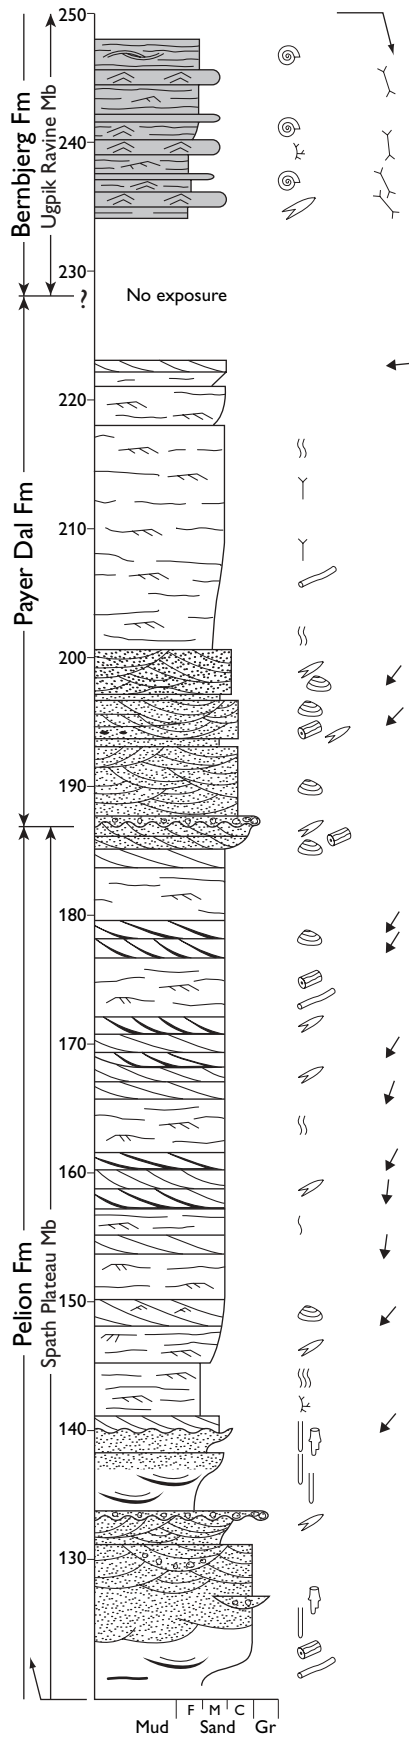 250
240
230
220
210
200
190
180
170
160
150
140
130
Bernbjerg Fm
Ugpik Ravine Mb
?
No exposure
Payer Dal Fm
Pelion Fm
Spath Plateau Mb
F M C
Mud Sand Gr